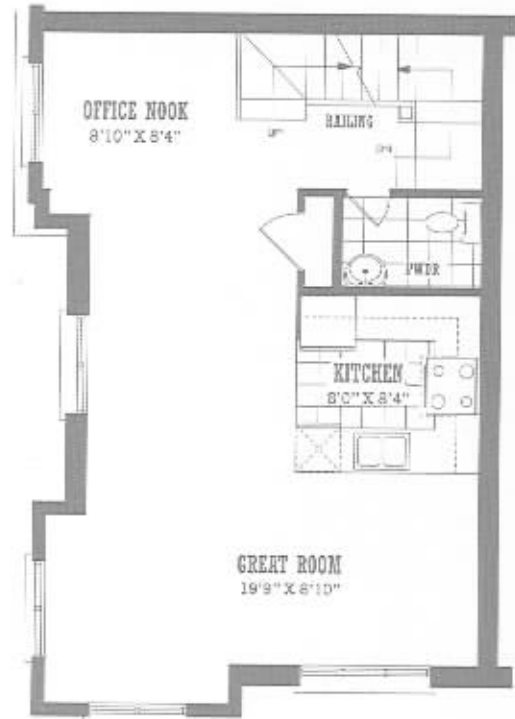 OFFICE NOOK
8'10" X 8'4"
RAILING
UP
PWDR
KITCHEN
8'0" X 8'4"
GREAT ROOM
19'9" X 8'10"